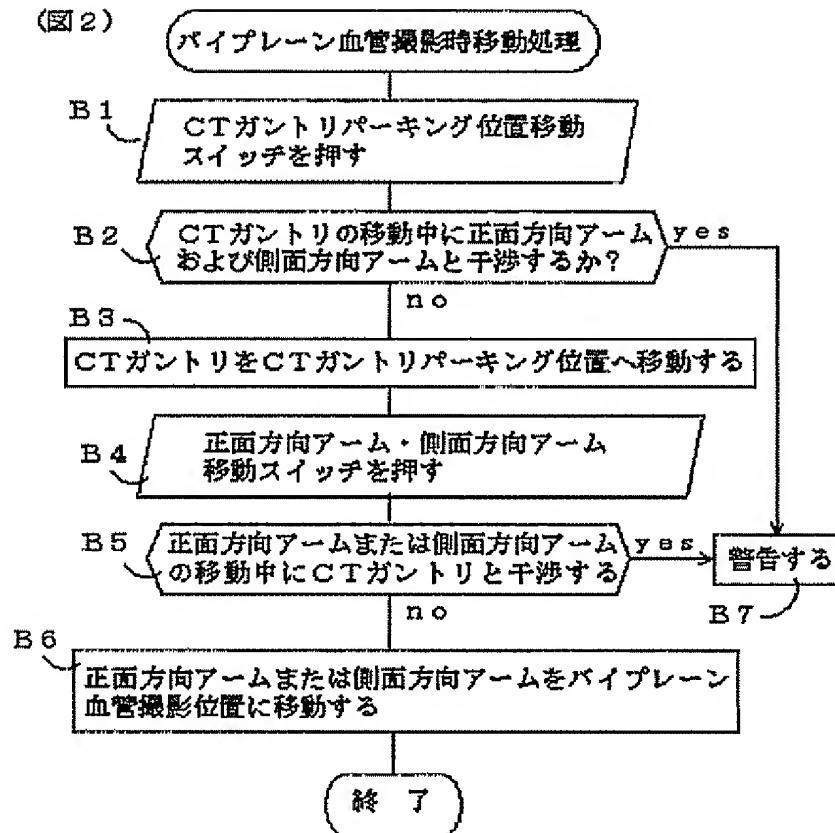 (図2)
バイプレーン血管撮影時移動処理
B1
CTガントリパーキング位置移動
スイッチを押す
B2
CTガントリの移動中に正面方向アーム
および側面方向アームと干渉するか?
yes
no
B3
CTガントリをCTガントリパーキング位置へ移動する
B4
正面方向アーム・側面方向アーム
移動スイッチを押す
B5
正面方向アームまたは側面方向アーム
の移動中にCTガントリと干渉する
yes
警告する
B7
no
B6
正面方向アームまたは側面方向アームをバイプレーン
血管撮影位置に移動する
終 了